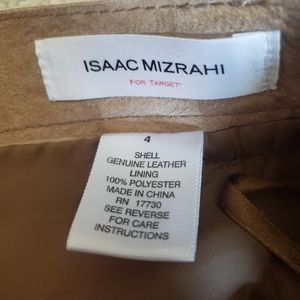 ISAAC MIZRAHI
FOR TARGET
4
SHELL
GENUINE LEATHER
LINING
100% POLYESTER
MADE IN CHINA
RN 17730
SEE REVERSE
FOR CARE
INSTRUCTIONS